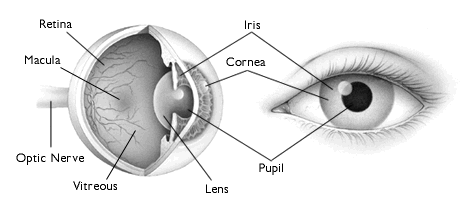 Retina
Iris
Macula
Cornea
Optic Nerve
Vitreous
Lens
Pupil